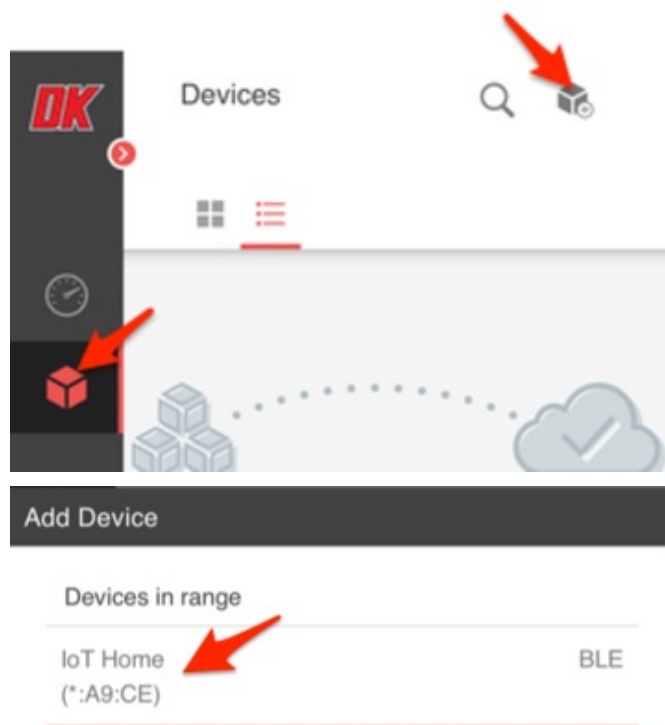 DK
Devices
Add Device
Devices in range
IoT Home
BLE
(*:A9:CE)